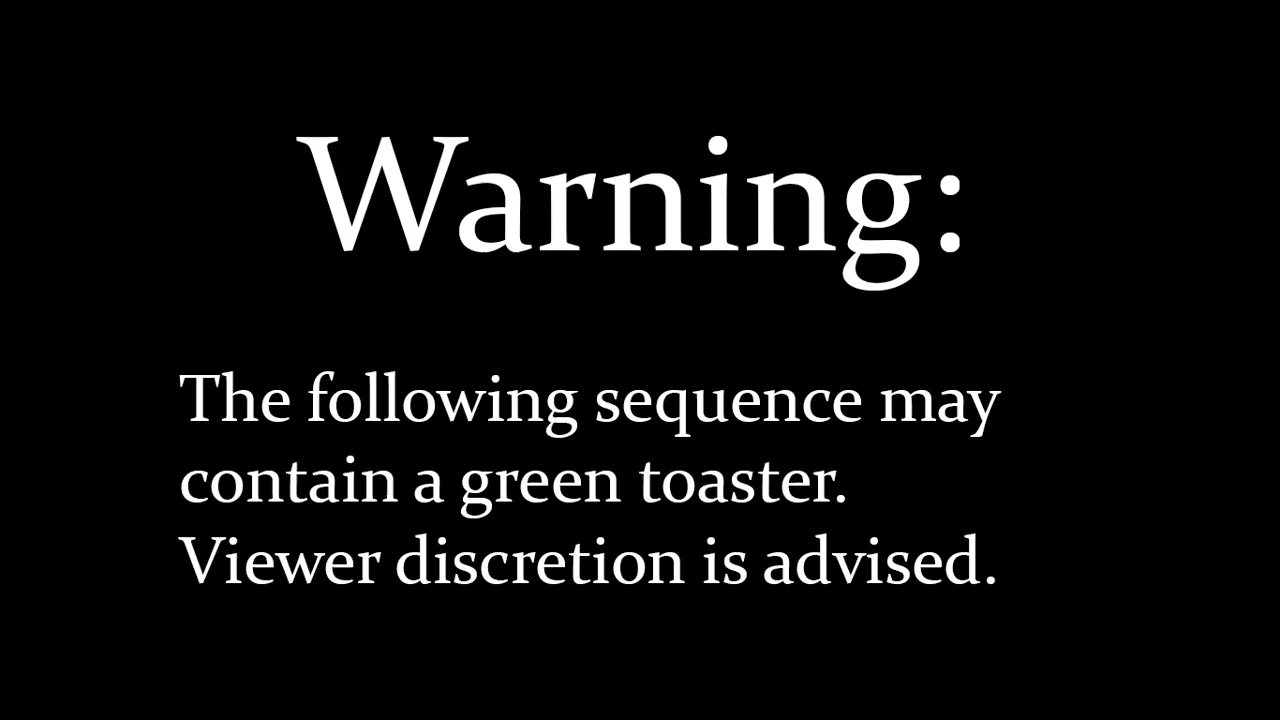 Warning:
The following sequence may
contain a green toaster.
Viewer discretion is advised.